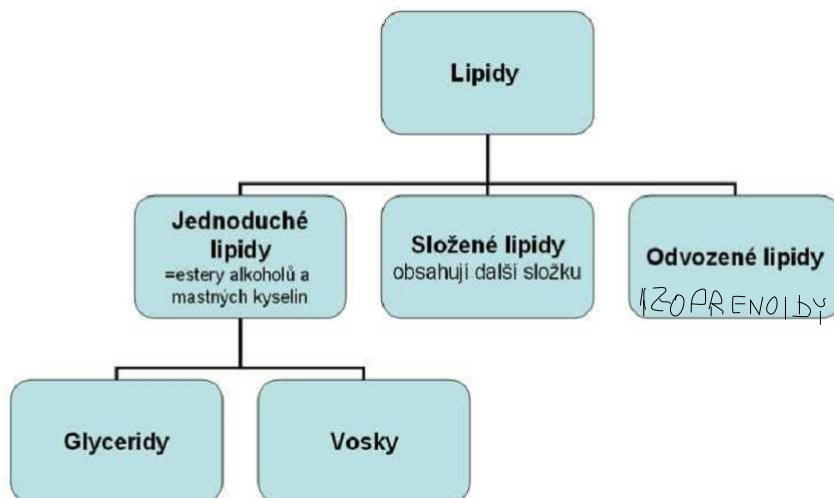 Lipidy
Jednoduché
lipidy
=estery alkoholů a
mastných kyselin
Složené lipidy
obsahují další složku
Odvozené lipidy
IZOPRENOIDY
Glyceridy
Vosky